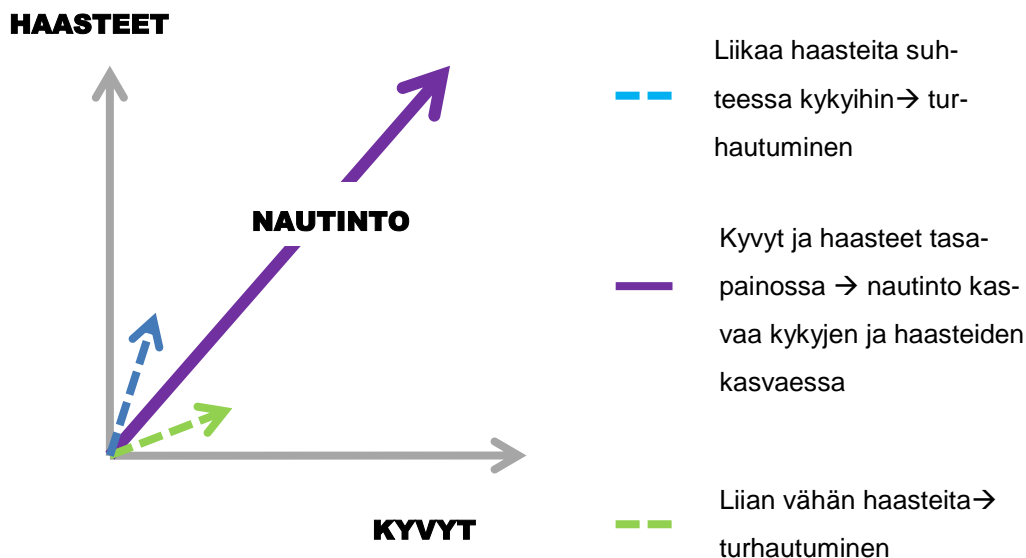 HAASTEET
NAUTINTO
KYVYT
Liikaa haasteita suh-
teessa kykyihin→ tur-
hautuminen
Kyvyt ja haasteet tasa-
painossa → nautinto kas-
vaa kykyjen ja haasteiden
kasvaessa
Liian vähän haasteita→
turhautuminen